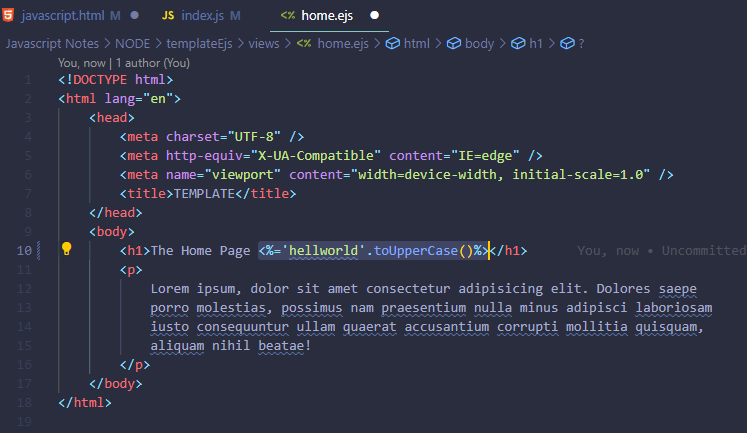 javascript.html M
JS index.js M
<% home.ejs
Javascript Notes > NODE > templateEjs > views > <% home.ejs > html > body > h1 > ?
You, now | 1 author (You)
1 <!DOCTYPE html>
2 <html lang="en">
3 <head>
4 <meta charset="UTF-8" />
5 <meta http-equiv="X-UA-Compatible" content="IE=edge" />
6 <meta name="viewport" content="width=device-width, initial-scale=1.0" />
7 <title>TEMPLATE</title>
8 </head>
9 <body>
10 <h1>The Home Page <%='hellworld'.toUpperCase()%></h1> You, now • Uncommitted
11 <p>
12 Lorem ipsum, dolor sit amet consectetur adipisicing elit. Dolores saepe
13 porro molestias, possimus nam praesentium nulla minus adipisci laboriosam
14 iusto consequuntur ullam quaerat accusantium corrupti mollitia quisquam,
15 aliquam nihil beatae!
16 </p>
17 </body>
18 </html>
19